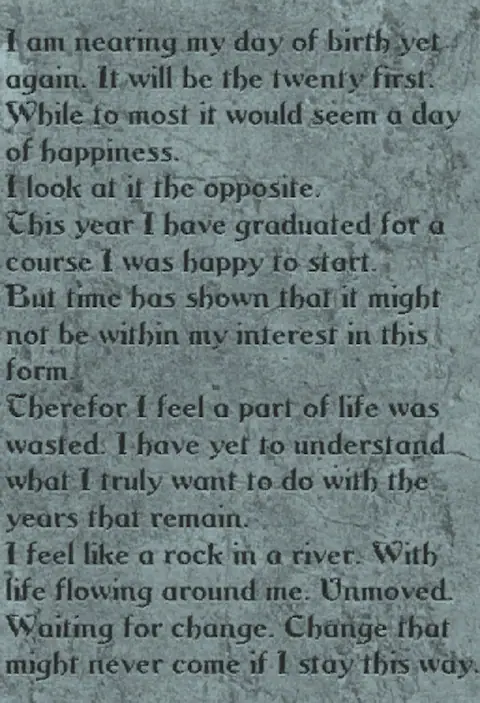 I am nearing my day of birth yet
again. It will be the twenty first.
While to most it would seem a day
of happiness.
I look at it the opposite.
This year I have graduated for a
course I was happy to start.
But time has shown that it might
not be within my interest in this
form.
Therefor I feel a part of life was
wasted. I have yet to understand
what I truly want to do with the
years that remain.
I feel like a rock in a river. With
life flowing around me. Unmoved.
Waiting for change. Change that
might never come if I stay this way.